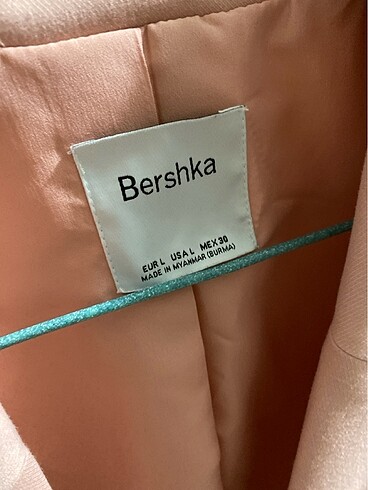 Bershka
EUR L USA L MEX 30
MADE IN MYANMAR (BURMA)